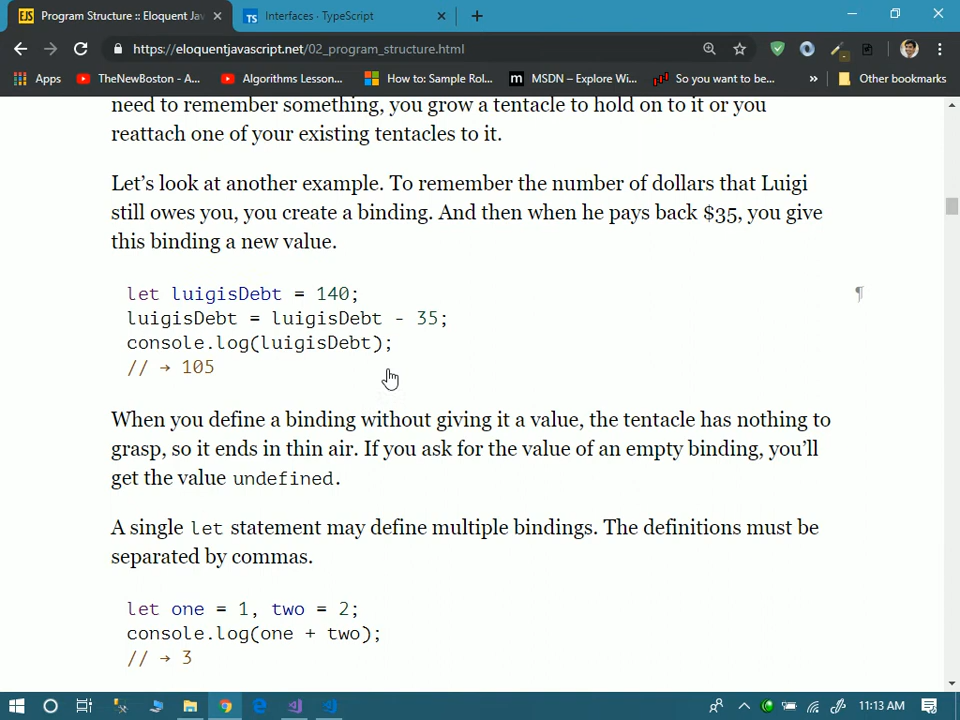 Program Structure :: Eloquent Jav
Interfaces · TypeScript
https://eloquentjavascript.net/02_program_structure.html
Apps
TheNewBoston - A...
Algorithms Lesson...
How to: Sample Rol...
MSDN – Explore Wi...
So you want to be...
»
Other bookmarks
need to remember something, you grow a tentacle to hold on to it or you
reattach one of your existing tentacles to it.
Let's look at another example. To remember the number of dollars that Luigi
still owes you, you create a binding. And then when he pays back $35, you give
this binding a new value.
let luigisDebt = 140;
¶
luigisDebt = luigisDebt - 35;
console.log(luigisDebt);
// → 105
When you define a binding without giving it a value, the tentacle has nothing to
grasp, so it ends in thin air. If you ask for the value of an empty binding, you'll
get the value undefined.
A single let statement may define multiple bindings. The definitions must be
separated by commas.
let one = 1, two = 2;
console.log(one + two);
// → 3
11:13 AM